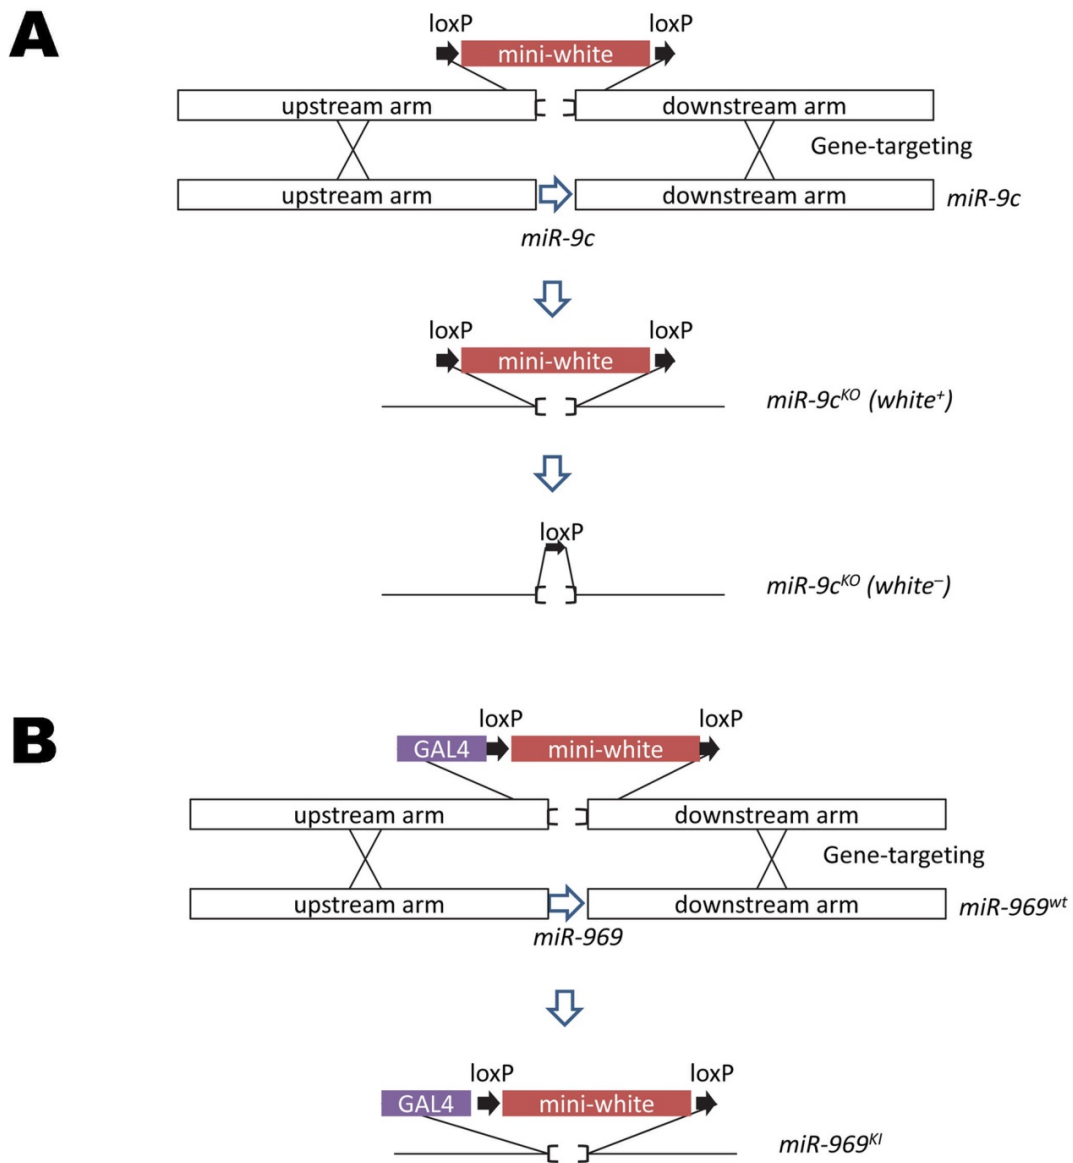 A
loxP loxP
mini-white
upstream arm downstream arm
Gene-targeting
upstream arm downstream arm miR-9c
miR-9c
loxP loxP
mini-white
miR-9cᴷᴼ (white⁺)
loxP
miR-9cᴷᴼ (white⁻)
B
loxP loxP
GAL4 mini-white
upstream arm downstream arm
Gene-targeting
upstream arm downstream arm miR-969ʷᵗ
miR-969
loxP loxP
GAL4 mini-white
miR-969ᴷᴵ